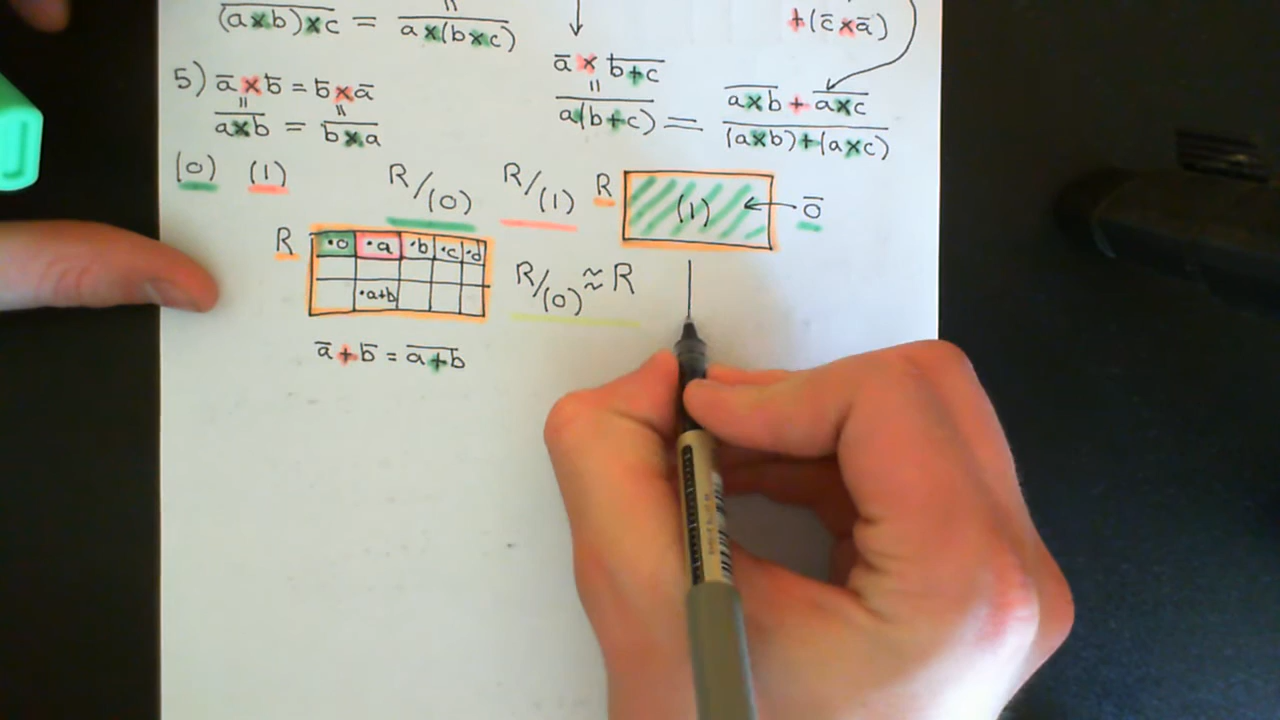 (a×b)×c = a×(b×c)
+(c̄×ā)
ā × b+c
5) ā×b̄ = b̄×ā
a×b = b×a
a(b+c) = a×b + a×c
(a×b)+(a×c)
(0) (1) R/(0) R/(1) R (1) ← 0̄
R •0 •a •b •c •d
•a+b
R/(0) ≈ R
ā+b̄ = a+b